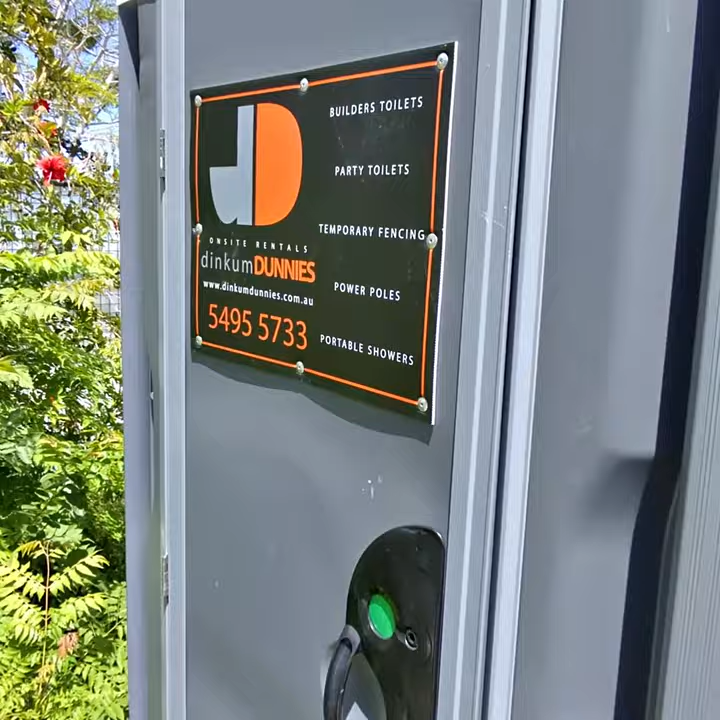 ONSITE RENTALS
dinkumDUNNIES
www.dinkumdunnies.com.au
5495 5733
BUILDERS TOILETS
PARTY TOILETS
TEMPORARY FENCING
POWER POLES
PORTABLE SHOWERS